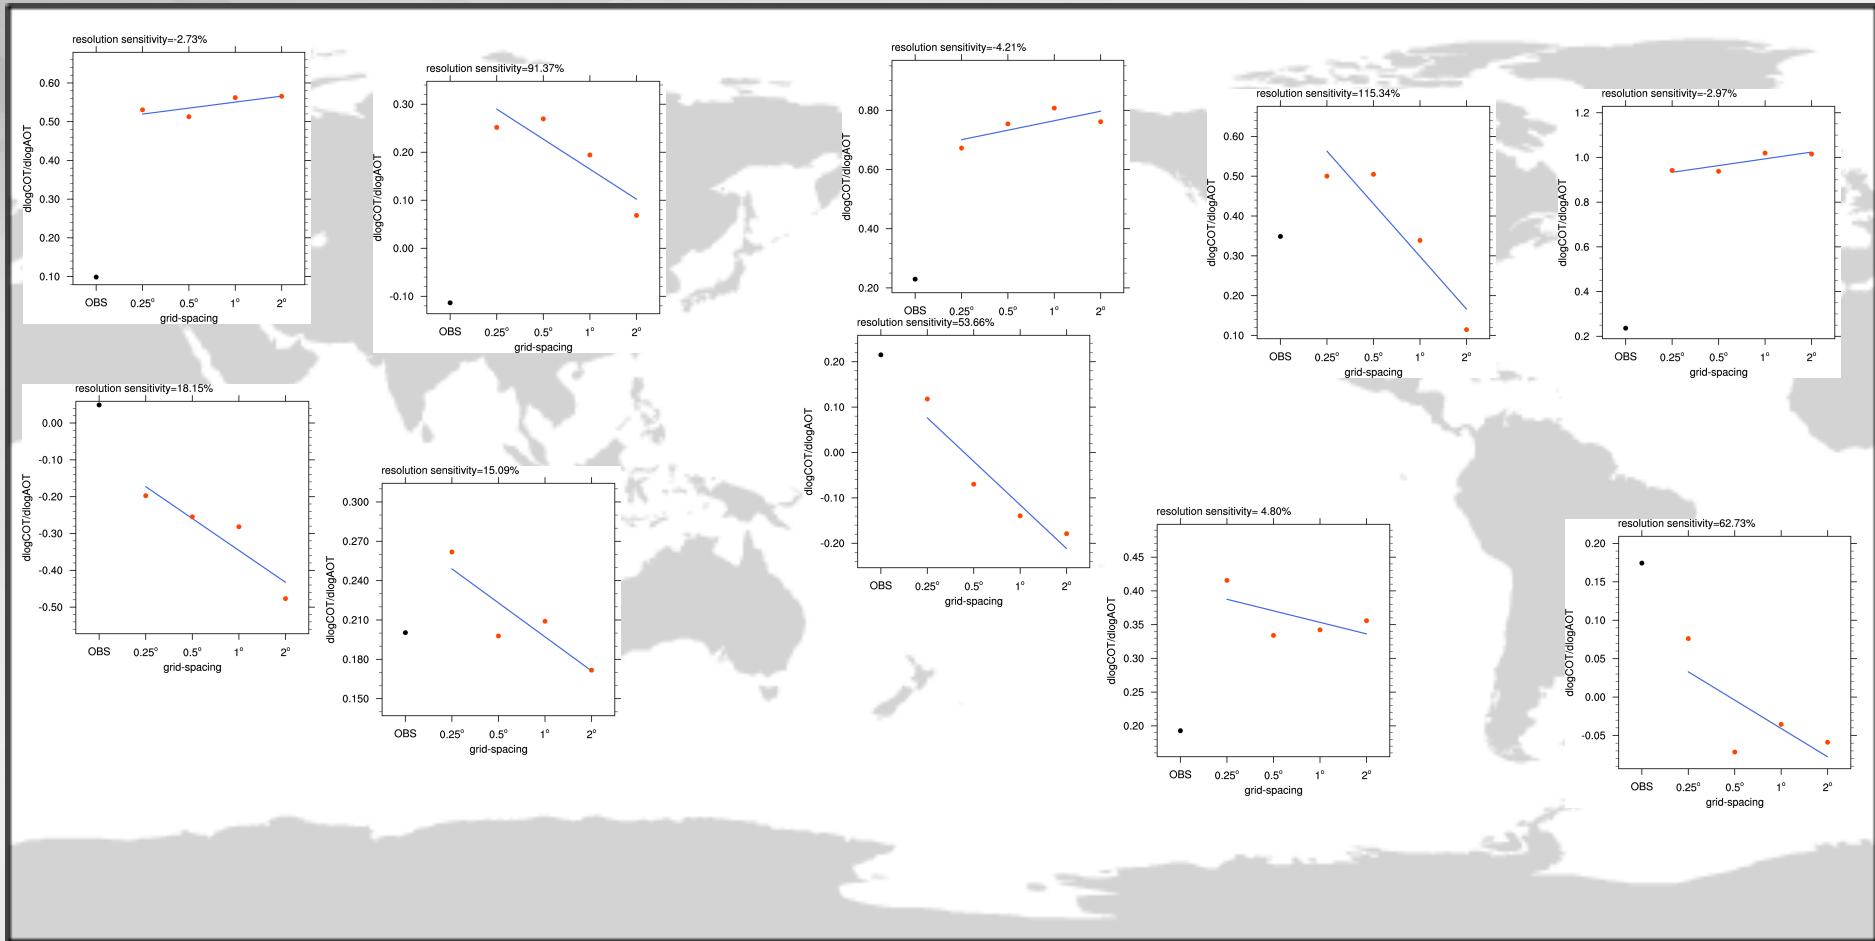 resolution sensitivity=-2.73%
0.60
0.50
0.40
0.30
0.20
0.10
dlogCOT/dlogAOT
OBS 0.25° 0.5° 1° 2°
grid-spacing
resolution sensitivity=91.37%
0.30
0.20
0.10
0.00
-0.10
dlogCOT/dlogAOT
OBS 0.25° 0.5° 1° 2°
grid-spacing
resolution sensitivity=-4.21%
0.80
0.60
0.40
0.20
dlogCOT/dlogAOT
OBS 0.25° 0.5° 1° 2°
resolution sensitivity=115.34%
0.60
0.50
0.40
0.30
0.20
0.10
dlogCOT/dlogAOT
OBS 0.25° 0.5° 1° 2°
grid-spacing
resolution sensitivity=-2.97%
1.2
1.0
0.8
0.6
0.4
0.2
dlogCOT/dlogAOT
OBS 0.25° 0.5° 1° 2°
grid-spacing
resolution sensitivity=18.15%
0.00
-0.10
-0.20
-0.30
-0.40
-0.50
dlogCOT/dlogAOT
OBS 0.25° 0.5° 1° 2°
grid-spacing
resolution sensitivity=15.09%
0.300
0.270
0.240
0.210
0.180
0.150
dlogCOT/dlogAOT
OBS 0.25° 0.5° 1° 2°
grid-spacing
resolution sensitivity=53.66%
0.20
0.10
0.00
-0.10
-0.20
dlogCOT/dlogAOT
OBS 0.25° 0.5° 1° 2°
grid-spacing
resolution sensitivity= 4.80%
0.45
0.40
0.35
0.30
0.25
0.20
dlogCOT/dlogAOT
OBS 0.25° 0.5° 1° 2°
grid-spacing
resolution sensitivity=62.73%
0.20
0.15
0.10
0.05
0.00
-0.05
dlogCOT/dlogAOT
OBS 0.25° 0.5° 1° 2°
grid-spacing